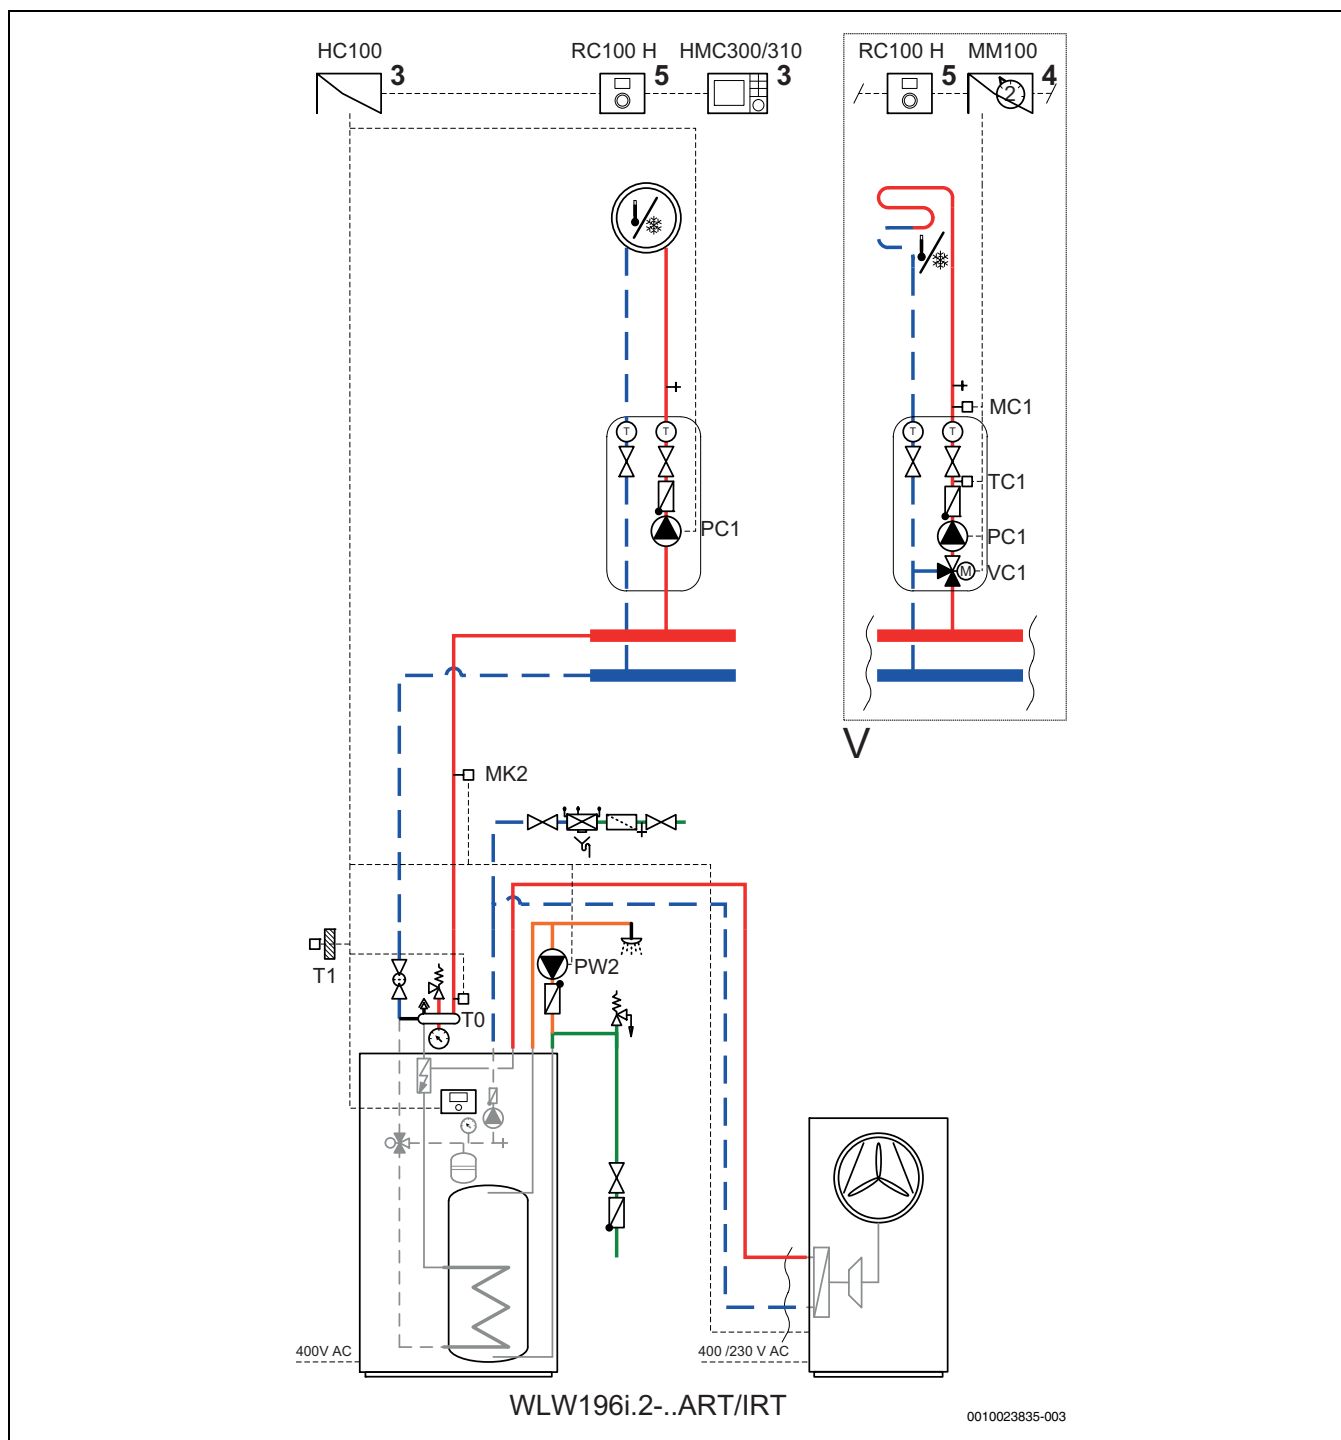 HC100
3
RC100 H
5
HMC300/310
3
RC100 H
5
MM100
4
2
T
T
PC1
T
T
MC1
TC1
PC1
M
VC1
V
MK2
T1
T0
PW2
400V AC
400 /230 V AC
WLW196i.2-..ART/IRT
0010023835-003